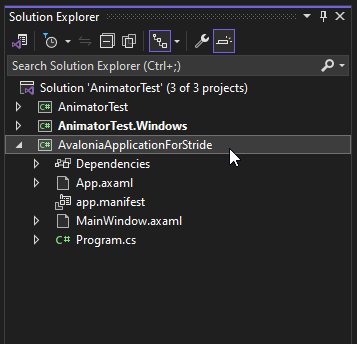 Solution Explorer
Search Solution Explorer (Ctrl+;)
Solution 'AnimatorTest' (3 of 3 projects)
C# AnimatorTest
C# AnimatorTest.Windows
C# AvaloniaApplicationForStride
Dependencies
App.axaml
app.manifest
MainWindow.axaml
C# Program.cs